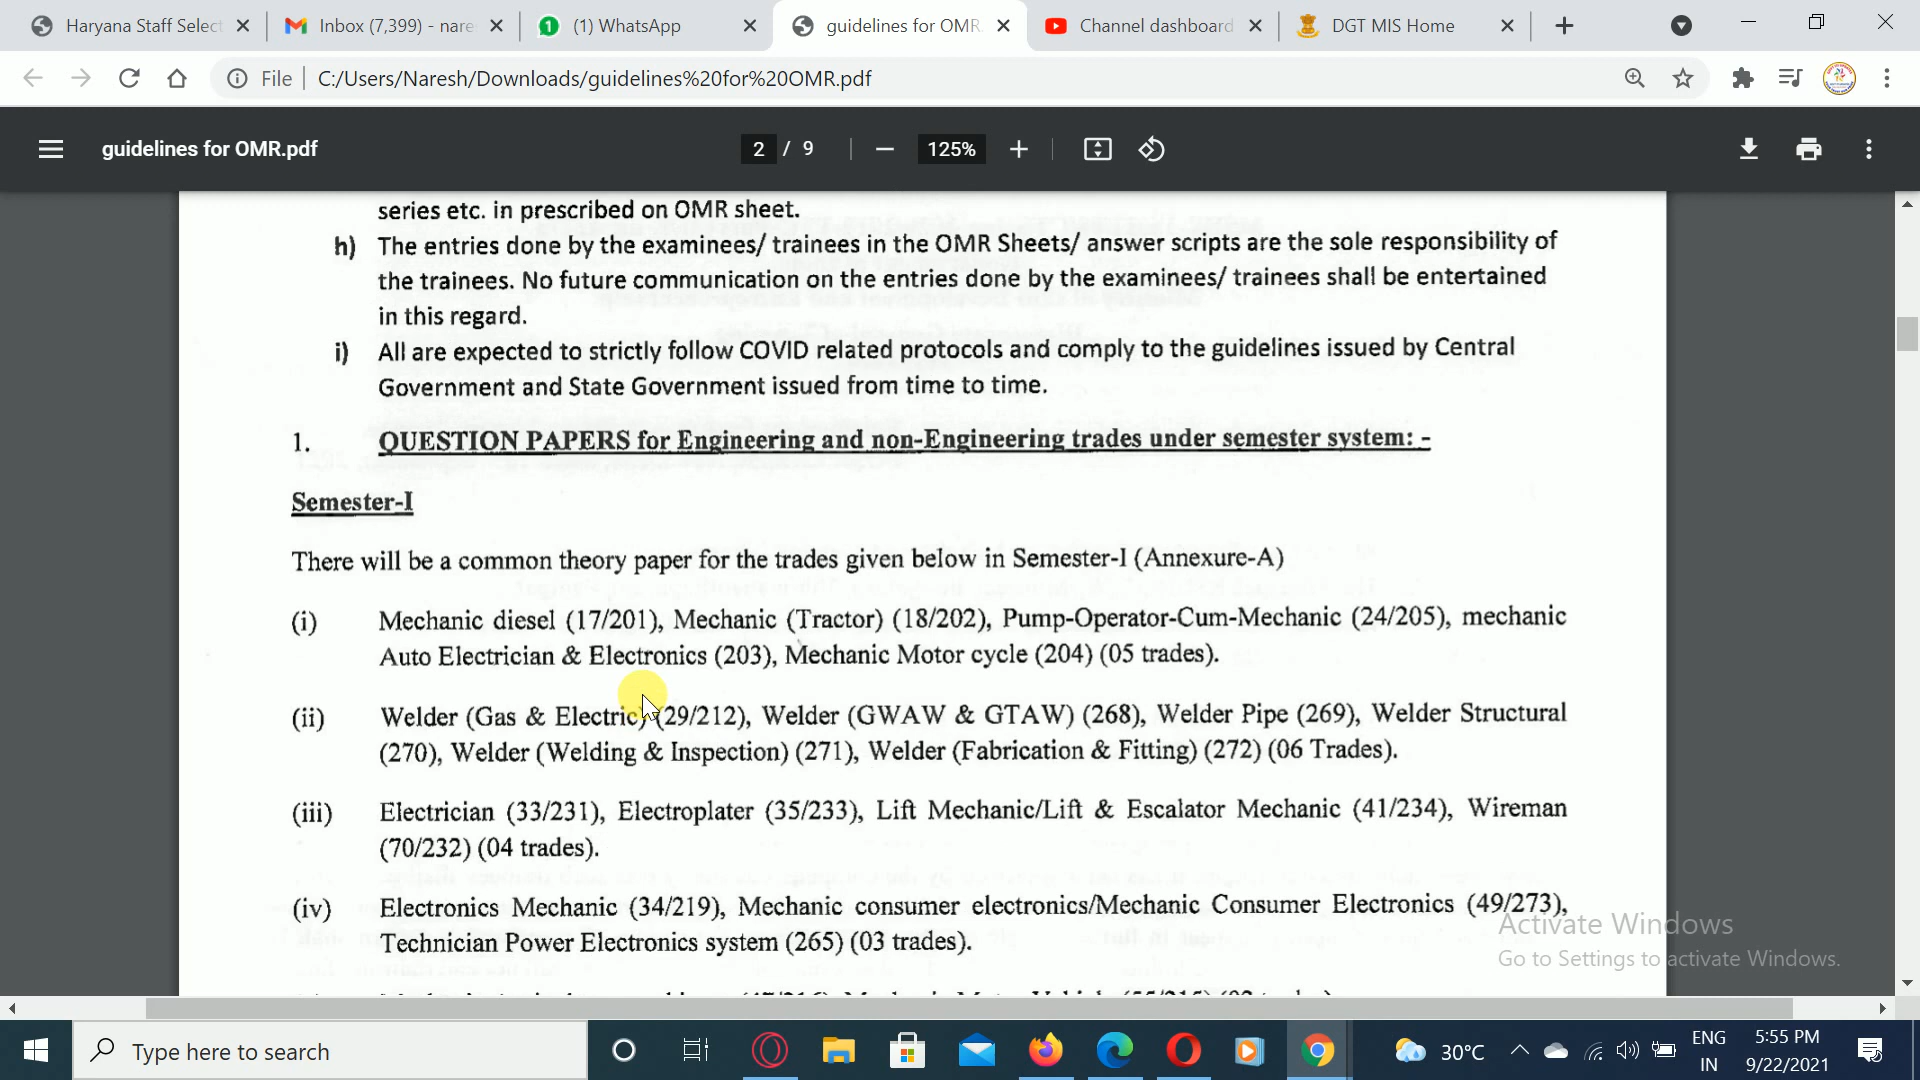 Haryana Staff Select
Inbox (7,399) - nare
1
(1) WhatsApp
guidelines for OMR.
Channel dashboard
DGT MIS Home
File
C:/Users/Naresh/Downloads/guidelines%20for%20OMR.pdf
guidelines for OMR.pdf
2 / 9
125%
series etc. in prescribed on OMR sheet.
h) The entries done by the examinees/ trainees in the OMR Sheets/ answer scripts are the sole responsibility of
the trainees. No future communication on the entries done by the examinees/ trainees shall be entertained
in this regard.
i) All are expected to strictly follow COVID related protocols and comply to the guidelines issued by Central
Government and State Government issued from time to time.
1. QUESTION PAPERS for Engineering and non-Engineering trades under semester system: -
Semester-I
There will be a common theory paper for the trades given below in Semester-I (Annexure-A)
(i) Mechanic diesel (17/201), Mechanic (Tractor) (18/202), Pump-Operator-Cum-Mechanic (24/205), mechanic
Auto Electrician & Electronics (203), Mechanic Motor cycle (204) (05 trades).
(ii) Welder (Gas & Electric) (29/212), Welder (GWAW & GTAW) (268), Welder Pipe (269), Welder Structural
(270), Welder (Welding & Inspection) (271), Welder (Fabrication & Fitting) (272) (06 Trades).
(iii) Electrician (33/231), Electroplater (35/233), Lift Mechanic/Lift & Escalator Mechanic (41/234), Wireman
(70/232) (04 trades).
(iv) Electronics Mechanic (34/219), Mechanic consumer electronics/Mechanic Consumer Electronics (49/273),
Technician Power Electronics system (265) (03 trades).
Activate Windows
Go to Settings to activate Windows.
Type here to search
30°C
ENG
IN
5:55 PM
9/22/2021